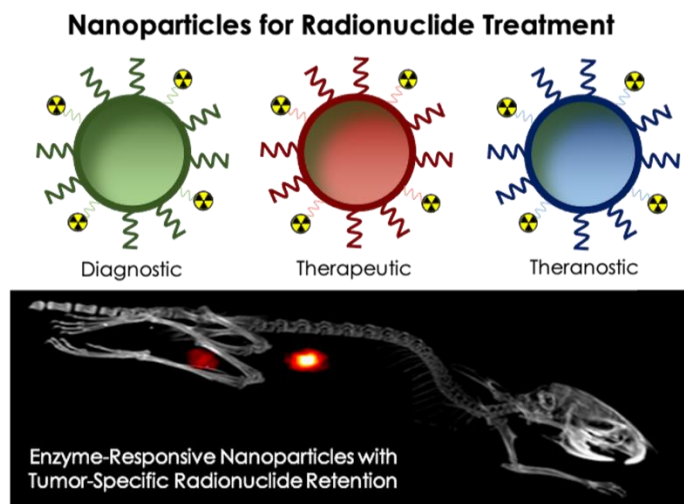 Nanoparticles for Radionuclide Treatment
Diagnostic
Therapeutic
Theranostic
Enzyme-Responsive Nanoparticles with
Tumor-Specific Radionuclide Retention